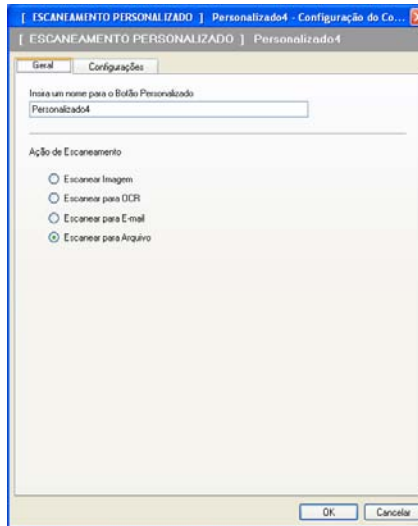 [ ESCANEAMENTO PERSONALIZADO ] Personalizado4 - Configuração do Co...
[ ESCANEAMENTO PERSONALIZADO ] Personalizado4
Geral Configurações
Insira um nome para o Botão Personalizado
Personalizado4
Ação de Escaneamento
Escanear Imagem
Escanear para OCR
Escanear para E-mail
Escanear para Arquivo
OK Cancelar